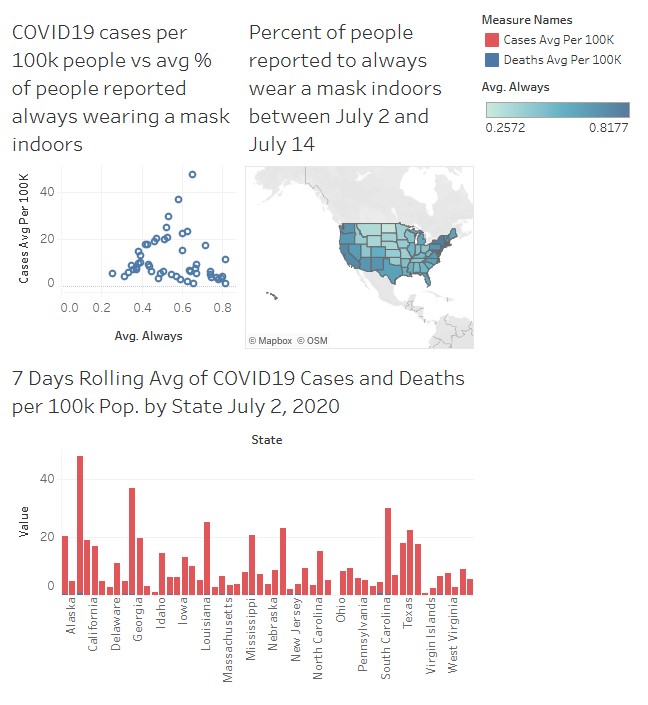 COVID19 cases per
100k people vs avg %
of people reported
always wearing a mask
indoors
Percent of people
reported to always
wear a mask indoors
between July 2 and
July 14
Measure Names
Cases Avg Per 100K
Deaths Avg Per 100K
Avg. Always
0.2572 0.8177
Cases Avg Per 100K
40
20
0
0.0 0.2 0.4 0.6 0.8
Avg. Always
© Mapbox © OSM
7 Days Rolling Avg of COVID19 Cases and Deaths
per 100k Pop. by State July 2, 2020
State
Value
40
20
0
Alaska
California
Delaware
Georgia
Idaho
Iowa
Louisiana
Massachusetts
Mississippi
Nebraska
New Jersey
North Carolina
Ohio
Pennsylvania
South Carolina
Texas
Virgin Islands
West Virginia